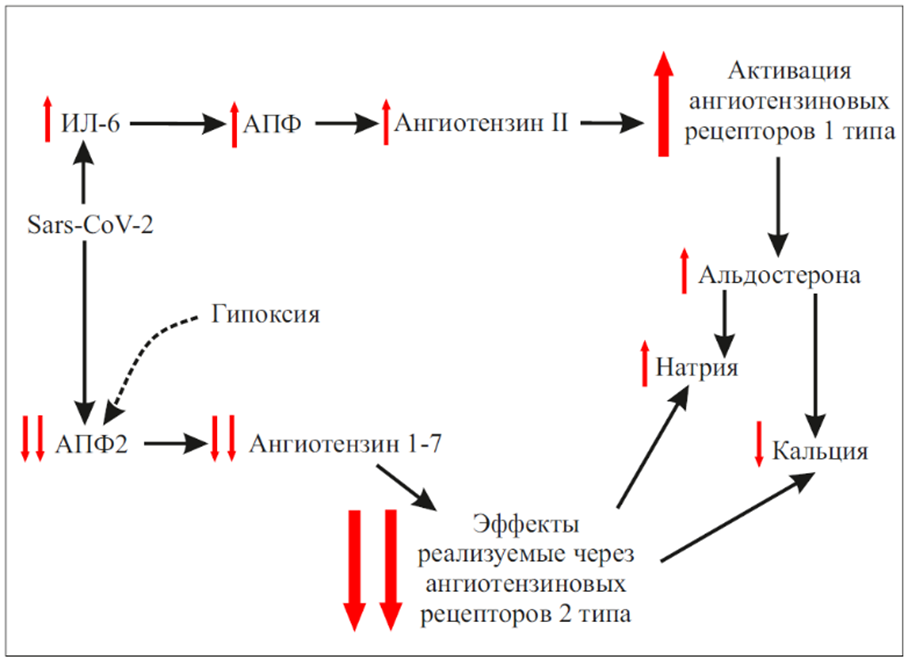 ИЛ-6
АПФ
Ангиотензин II
Активация
ангиотензиновых
рецепторов 1 типа
Sars-CoV-2
Альдостерона
Гипоксия
Натрия
АПФ2
Ангиотензин 1-7
Кальция
Эффекты
реализуемые через
ангиотензиновых
рецепторов 2 типа